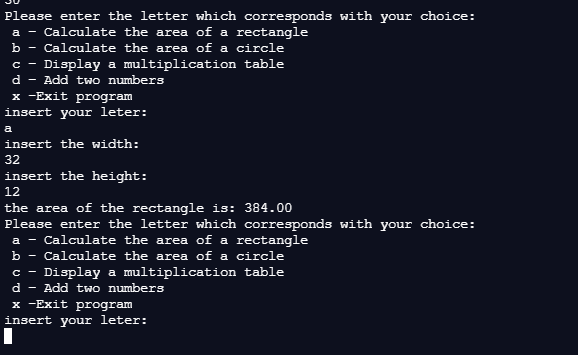 Please enter the letter which corresponds with your choice:
a - Calculate the area of a rectangle
b - Calculate the area of a circle
c - Display a multiplication table
d - Add two numbers
x -Exit program
insert your leter:
a
insert the width:
32
insert the height:
12
the area of the rectangle is: 384.00
Please enter the letter which corresponds with your choice:
a - Calculate the area of a rectangle
b - Calculate the area of a circle
c - Display a multiplication table
d - Add two numbers
x -Exit program
insert your leter: